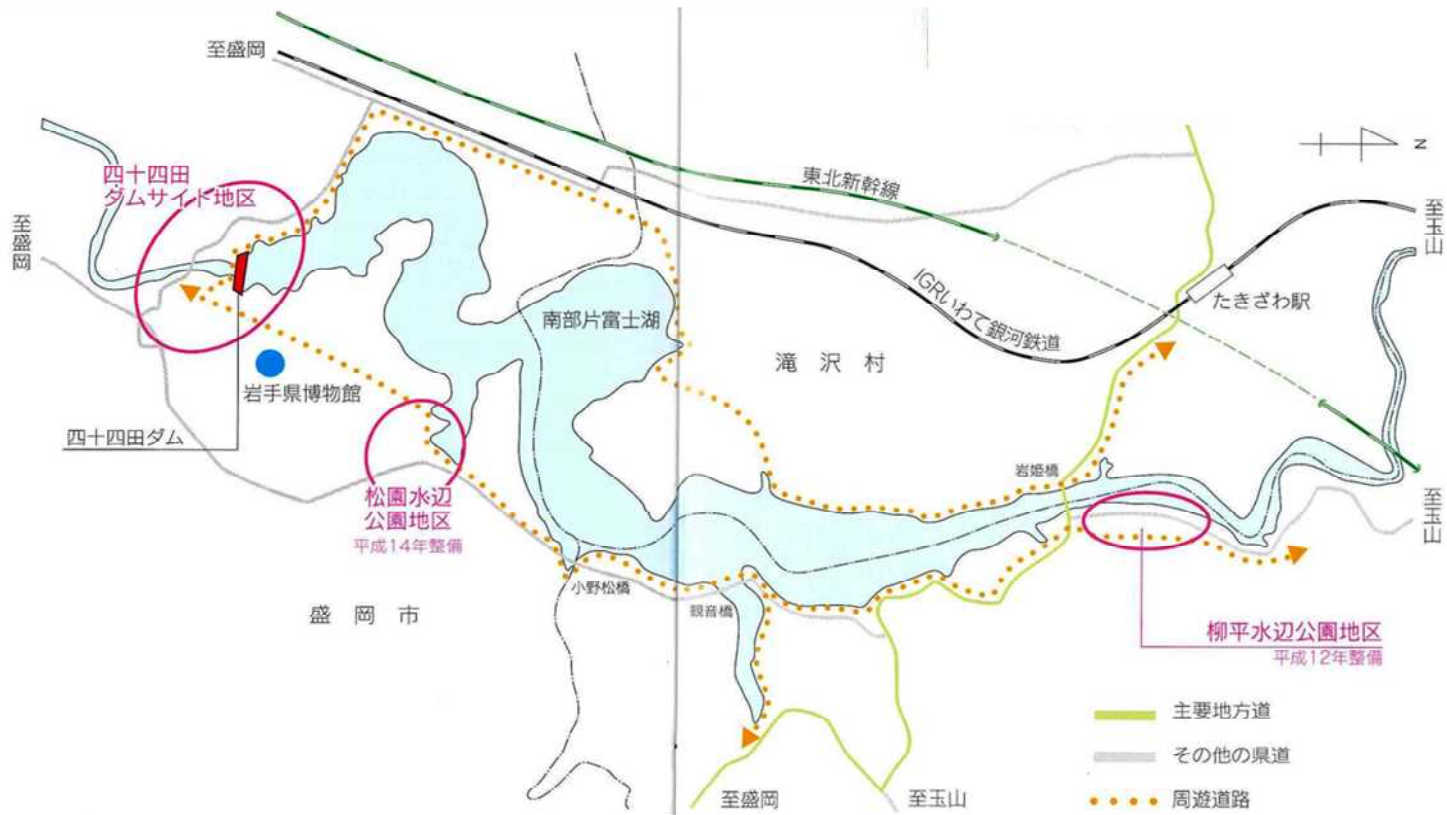 至盛岡
四十四田
ダムサイド地区
至盛岡
東北新幹線
N
至玉山
IGRいわて銀河鉄道
たきざわ駅
南部片富士湖
滝沢村
岩手県博物館
四十四田ダム
松園水辺
公園地区
平成14年整備
岩姫橋
至玉山
小野松橋
観音橋
盛岡市
柳平水辺公園地区
平成12年整備
主要地方道
その他の県道
周遊道路
至盛岡
至玉山